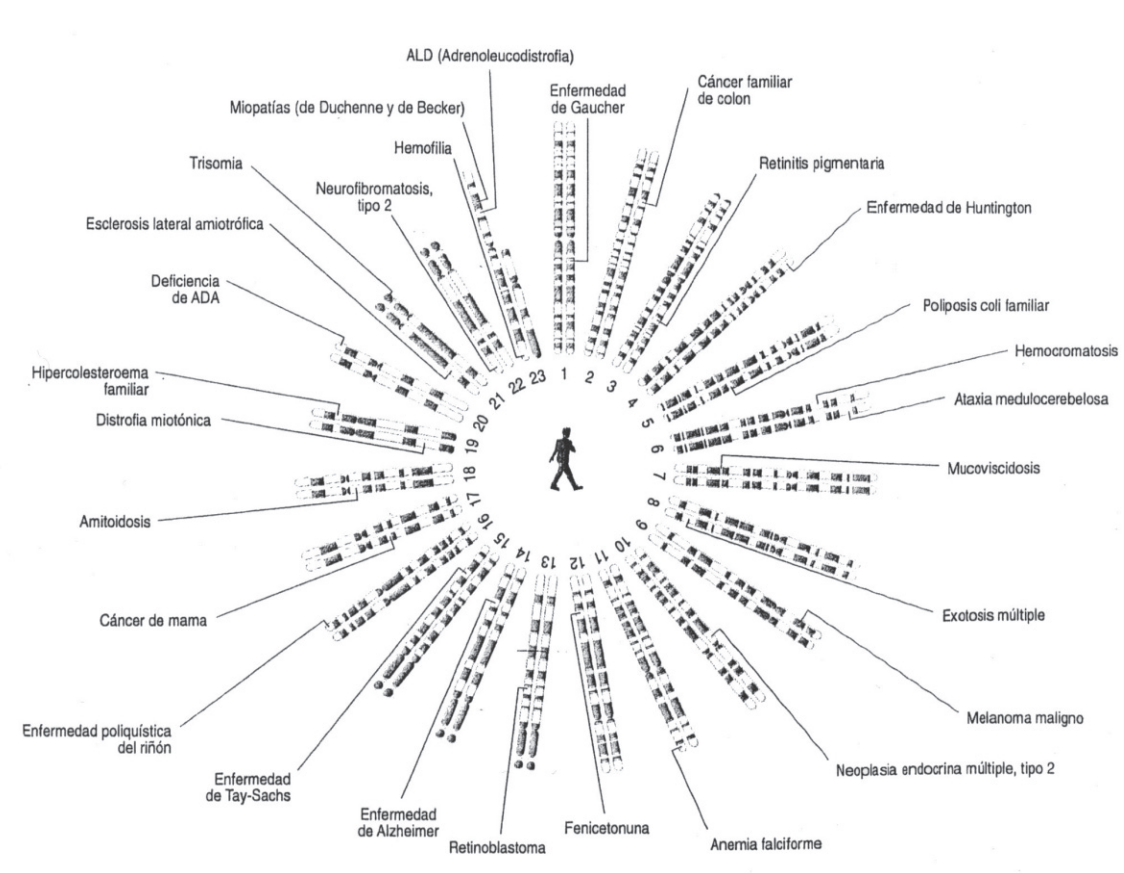 ALD (Adrenoleucodistrofia)
Miopatías (de Duchenne y de Becker)
Hemofilia
Neurofibromatosis,
tipo 2
Trisomia
Esclerosis lateral amiotrófica
Deficiencia
de ADA
Hipercolesteroema
familiar
Distrofia miotónica
Amitoidosis
Cáncer de mama
Enfermedad poliquística
del riñón
Enfermedad
de Tay-Sachs
Enfermedad
de Alzheimer
Retinoblastoma
Fenicetonuna
Anemia falciforme
Neoplasia endocrina múltiple, tipo 2
Melanoma maligno
Exotosis múltiple
Mucoviscidosis
Ataxia medulocerebelosa
Hemocromatosis
Poliposis coli familiar
Enfermedad de Huntington
Retinitis pigmentaria
Cáncer familiar
de colon
Enfermedad
de Gaucher
1
2
3
4
5
6
7
8
9
10
11
12
13
14
15
16
17
18
19
20
21
22
23